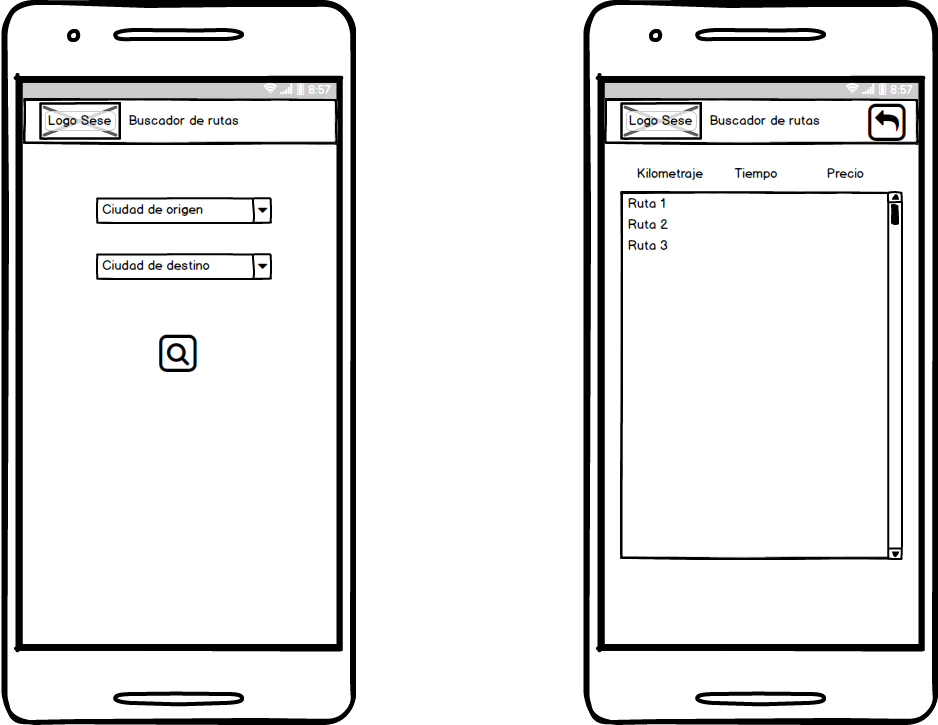 8:57
Logo Sese Buscador de rutas
Ciudad de origen
Ciudad de destino
8:57
Logo Sese Buscador de rutas
Kilometraje Tiempo Precio
Ruta 1
Ruta 2
Ruta 3